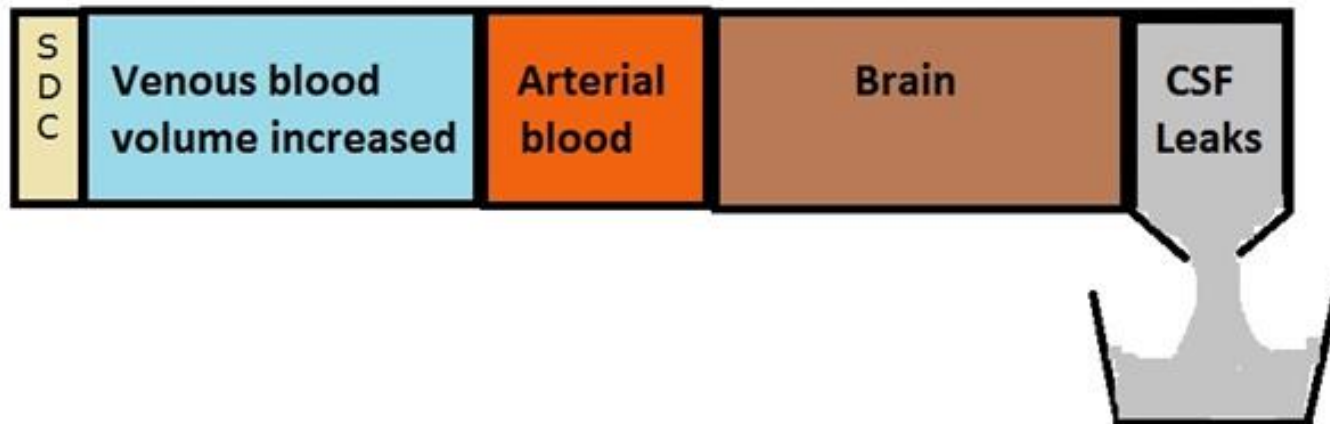 S
D
C
Venous blood
volume increased
Arterial
blood
Brain
CSF
Leaks